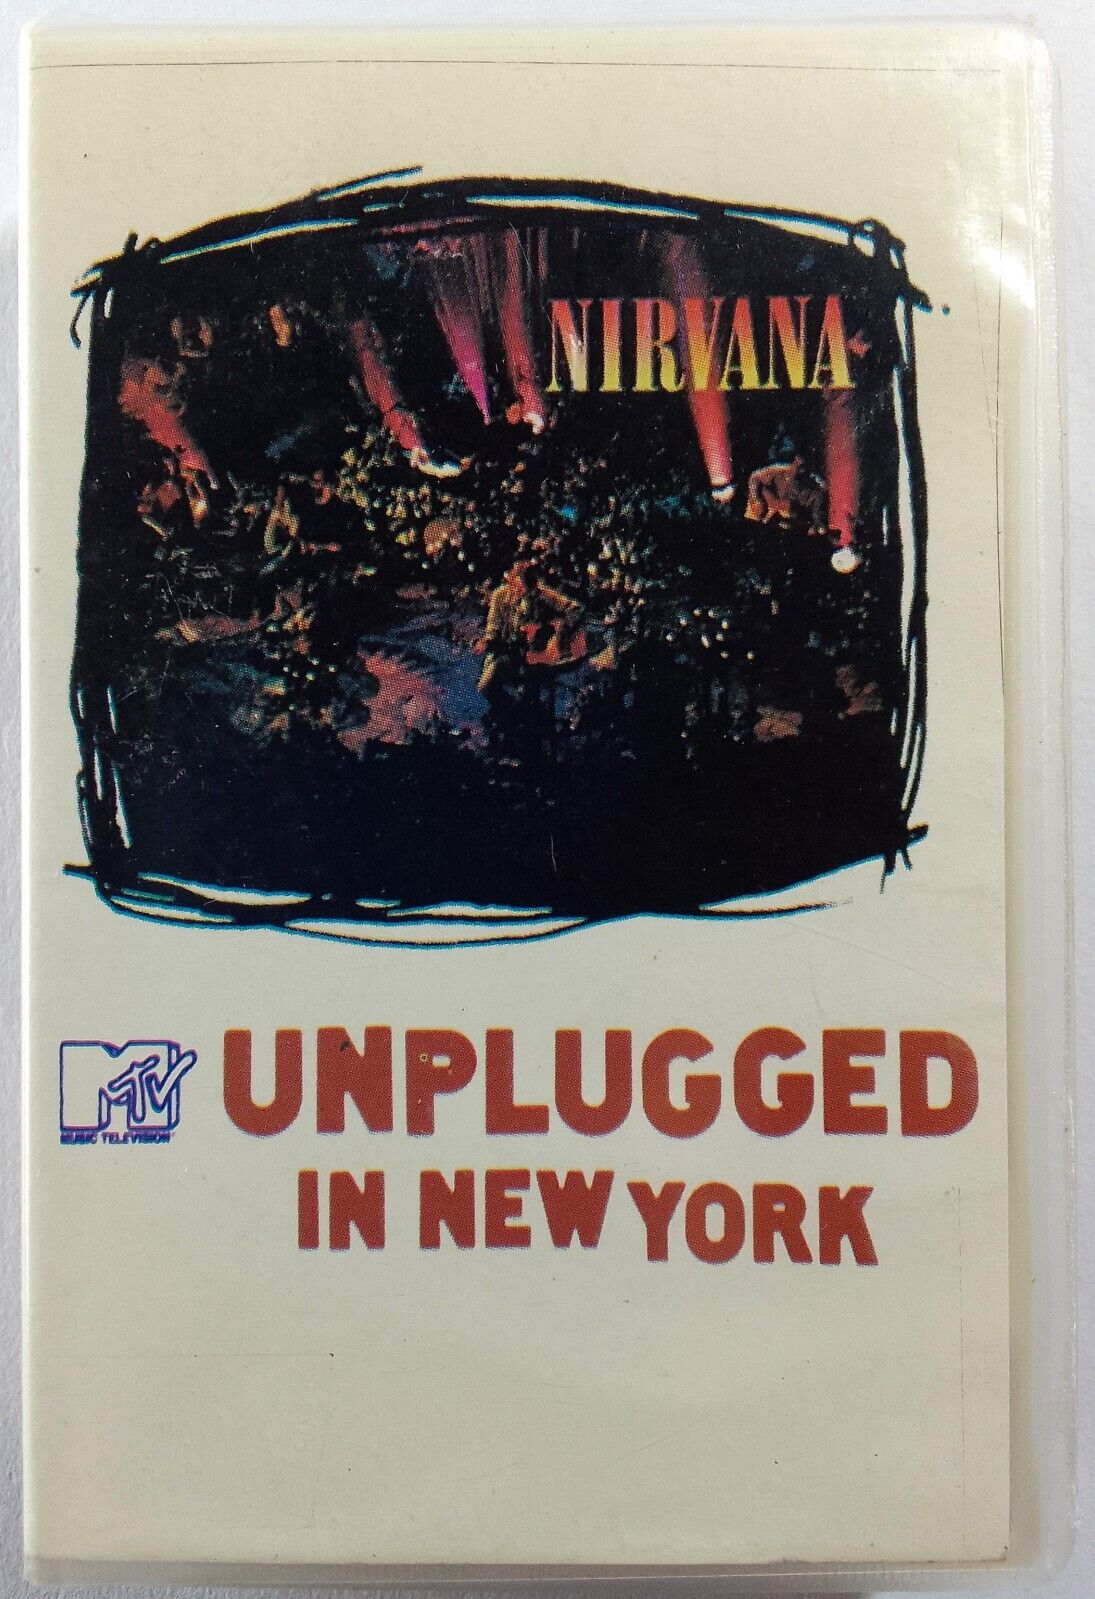 NIRVANA
MTV
MUSIC TELEVISION
UNPLUGGED
IN NEW YORK